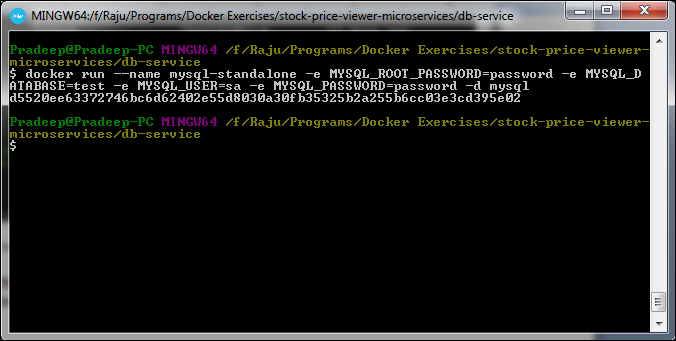 MINGW64:/f/Raju/Programs/Docker Exercises/stock-price-viewer-microservices/db-service
Pradeep@Pradeep-PC MINGW64 /f/Raju/Programs/Docker Exercises/stock-price-viewer-
microservices/db-service
$ docker run --name mysql-standalone -e MYSQL_ROOT_PASSWORD=password -e MYSQL_D
ATABASE=test -e MYSQL_USER=sa -e MYSQL_PASSWORD=password -d mysql
d5520ee63372746bc6d62402e55d8030a30fb35325b2a255b6cc03e3cd395e02
Pradeep@Pradeep-PC MINGW64 /f/Raju/Programs/Docker Exercises/stock-price-viewer-
microservices/db-service
$